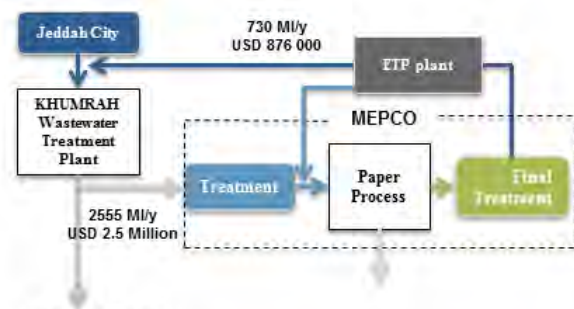 Jeddah City
730 Ml/y
USD 876 000
ETP plant
KHUMRAH
Wastewater
Treatment
Plant
MEPCO
Treatment
Paper
Process
Final
Treatment
2555 Ml/y
USD 2.5 Million